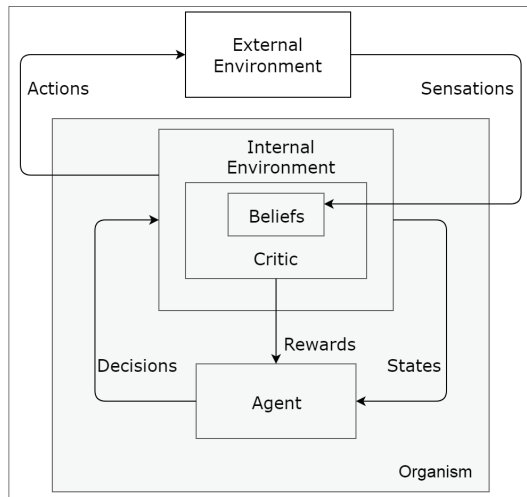 External
Environment
Actions
Sensations
Internal
Environment
Beliefs
Critic
Rewards
Decisions
States
Agent
Organism